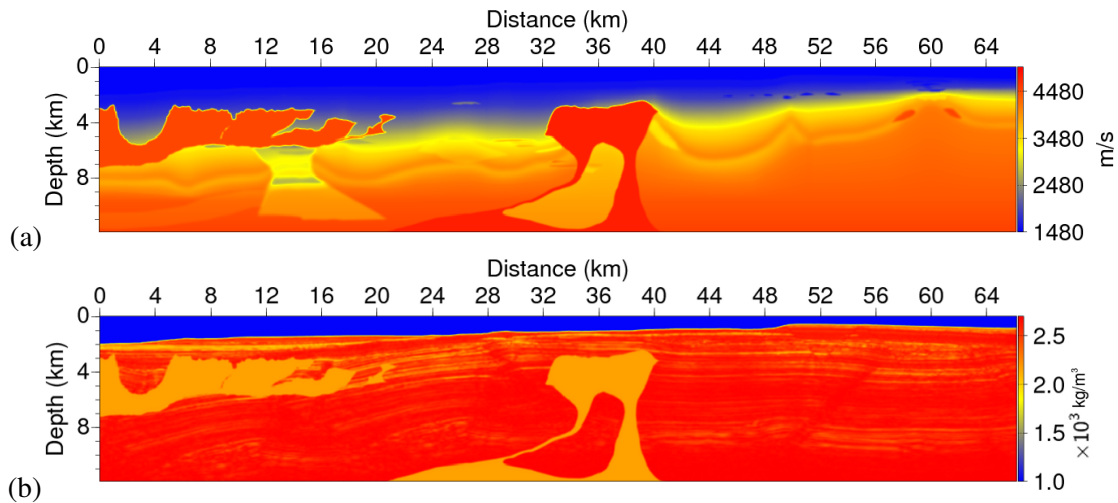 Distance (km)
0 4 8 12 16 20 24 28 32 36 40 44 48 52 56 60 64
0
4
8
Depth (km)
4480
3480
2480
1480
m/s
(a)
Distance (km)
0 4 8 12 16 20 24 28 32 36 40 44 48 52 56 60 64
0
4
8
Depth (km)
2.5
2.0
1.5
1.0
×10³ kg/m³
(b)